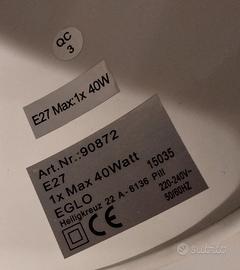 QC
3
E27 Max:1x 40W
Art.Nr.:90872
E27
1x Max 40Watt
EGLO 15035
Heiligkreuz 22 A-6136 Pill
220-240V~
50/60HZ
CE
subito